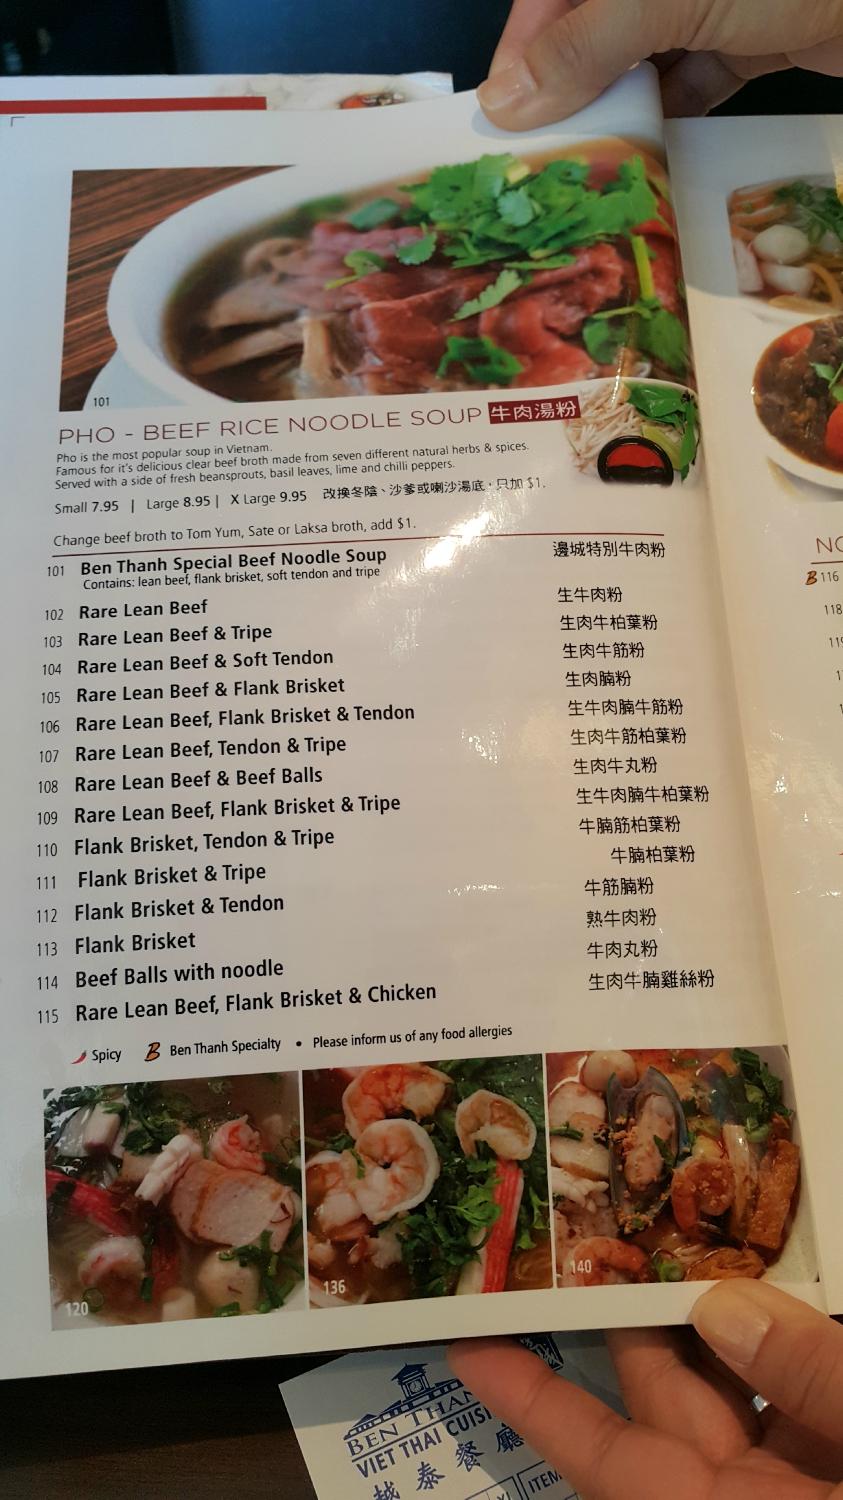 101
PHO - BEEF RICE NOODLE SOUP 牛肉湯粉
Pho is the most popular soup in Vietnam.
Famous for it's delicious clear beef broth made from seven different natural herbs & spices.
Served with a side of fresh beansprouts, basil leaves, lime and chilli peppers.
Small 7.95 | Large 8.95 | X Large 9.95 改換冬陰、沙爹或喇沙湯底，只加 $1.
Change beef broth to Tom Yum, Sate or Laksa broth, add $1.
101 Ben Thanh Special Beef Noodle Soup 邊城特別牛肉粉
Contains: lean beef, flank brisket, soft tendon and tripe
102 Rare Lean Beef 生牛肉粉
103 Rare Lean Beef & Tripe 生肉牛柏葉粉
104 Rare Lean Beef & Soft Tendon 生肉牛筋粉
105 Rare Lean Beef & Flank Brisket 生肉腩粉
106 Rare Lean Beef, Flank Brisket & Tendon 生牛肉腩牛筋粉
107 Rare Lean Beef, Tendon & Tripe 生肉牛筋柏葉粉
108 Rare Lean Beef & Beef Balls 生肉牛丸粉
109 Rare Lean Beef, Flank Brisket & Tripe 生牛肉腩牛柏葉粉
110 Flank Brisket, Tendon & Tripe 牛腩筋柏葉粉
111 Flank Brisket & Tripe 牛腩柏葉粉
112 Flank Brisket & Tendon 牛筋腩粉
113 Flank Brisket 熟牛肉粉
114 Beef Balls with noodle 牛肉丸粉
115 Rare Lean Beef, Flank Brisket & Chicken 生肉牛腩雞絲粉
Spicy B Ben Thanh Specialty • Please inform us of any food allergies
120
136
140
B 116
118
BEN THAN
VIET THAI CUISI
越泰餐廳
ITEM